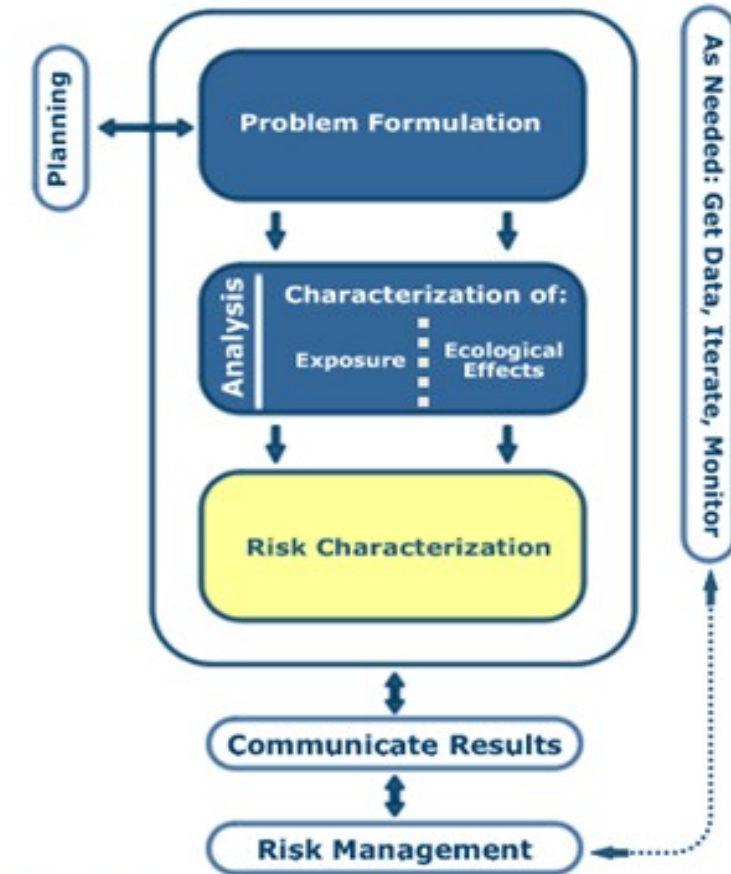 Planning
Problem Formulation
Analysis
Characterization of:
Exposure
Ecological
Effects
Risk Characterization
Communicate Results
Risk Management
As Needed: Get Data, Iterate, Monitor